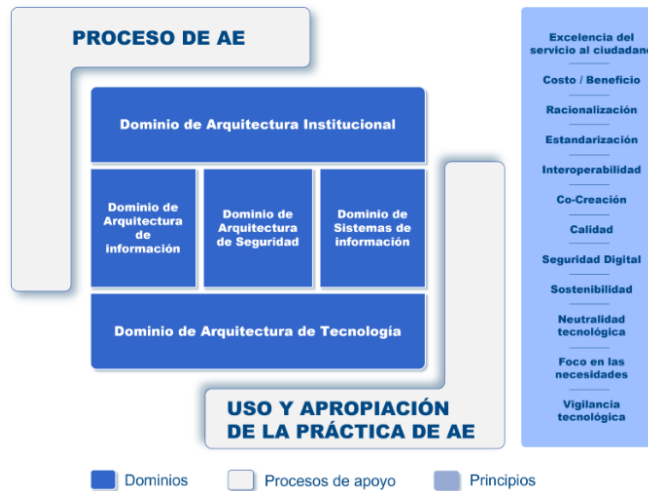 PROCESO DE AE
Dominio de Arquitectura Institucional
Dominio de
Arquitectura
de
información
Dominio de
Arquitectura
de Seguridad
Dominio de
Sistemas de
información
Dominio de Arquitectura de Tecnología
USO Y APROPIACIÓN
DE LA PRÁCTICA DE AE
Excelencia del
servicio al ciudadano
Costo / Beneficio
Racionalización
Estandarización
Interoperabilidad
Co-Creación
Calidad
Seguridad Digital
Sostenibilidad
Neutralidad
tecnológica
Foco en las
necesidades
Vigilancia
tecnológica
Dominios
Procesos de apoyo
Principios